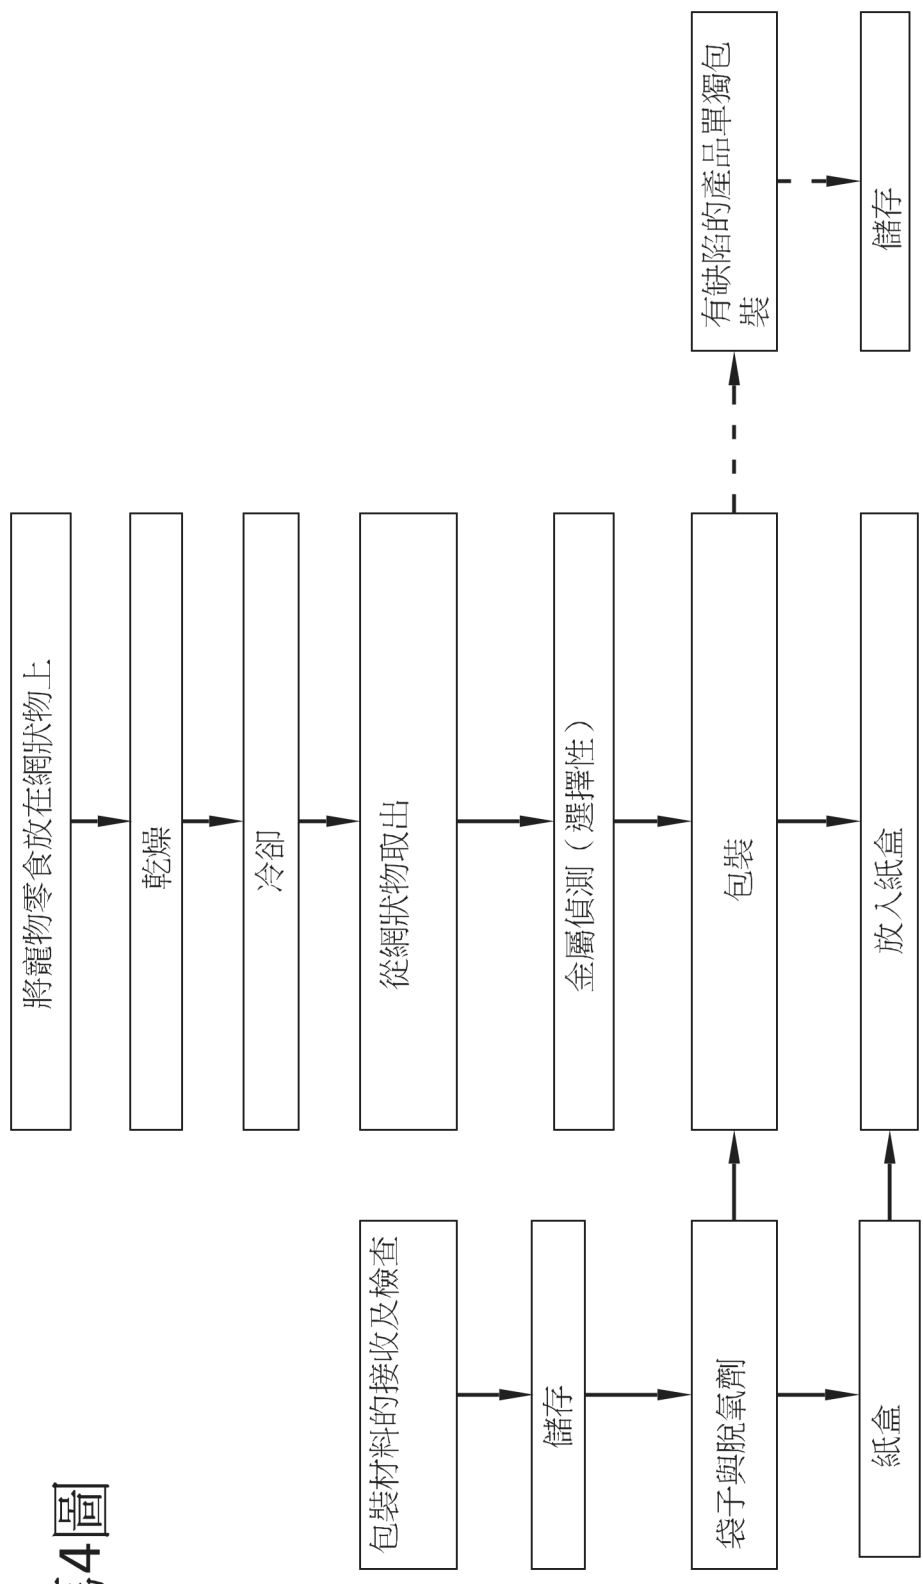 4圖
將寵物零食放在網狀物上
乾燥
冷卻
包裝材料的接收及檢查
從網狀物取出
儲存
金屬偵測（選擇性）
袋子與脫氧劑
包裝
有缺陷的產品單獨包
裝
紙盒
放入紙盒
儲存